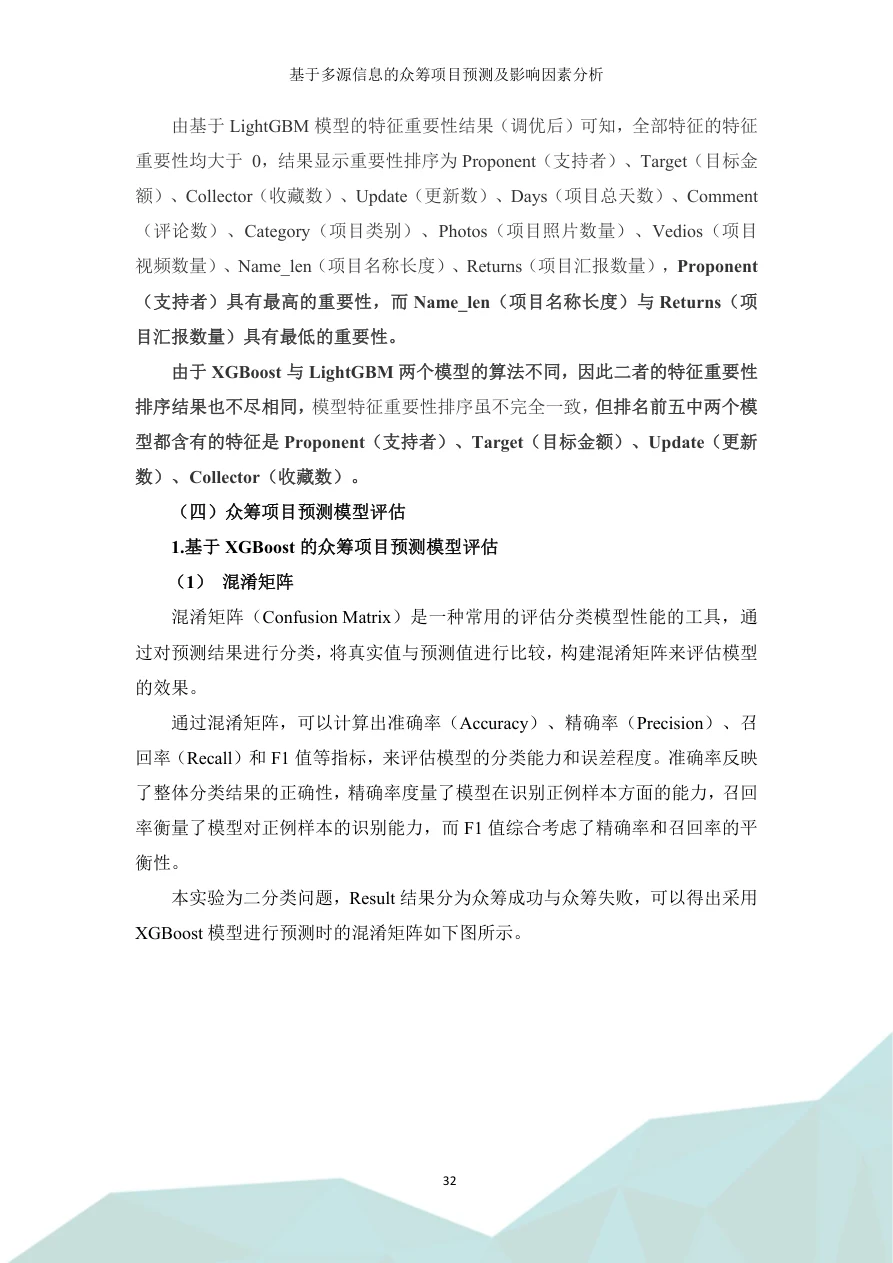 基于多源信息的众筹项目预测及影响因素分析
由基于 LightGBM 模型的特征重要性结果（调优后）可知，全部特征的特征
重要性均大于 0，结果显示重要性排序为 Proponent（支持者）、Target（目标金
额）、Collector（收藏数）、Update（更新数）、Days（项目总天数）、Comment
（评论数）、Category（项目类别）、Photos（项目照片数量）、Vedios（项目
视频数量）、Name_len（项目名称长度）、Returns（项目汇报数量），Proponent
（支持者）具有最高的重要性，而 Name_len（项目名称长度）与 Returns（项
目汇报数量）具有最低的重要性。
由于 XGBoost 与 LightGBM 两个模型的算法不同，因此二者的特征重要性
排序结果也不尽相同，模型特征重要性排序虽不完全一致，但排名前五中两个模
型都含有的特征是 Proponent（支持者）、Target（目标金额）、Update（更新
数）、Collector（收藏数）。
（四）众筹项目预测模型评估
1.基于 XGBoost 的众筹项目预测模型评估
（1） 混淆矩阵
混淆矩阵（Confusion Matrix）是一种常用的评估分类模型性能的工具，通
过对预测结果进行分类，将真实值与预测值进行比较，构建混淆矩阵来评估模型
的效果。
通过混淆矩阵，可以计算出准确率（Accuracy）、精确率（Precision）、召
回率（Recall）和 F1 值等指标，来评估模型的分类能力和误差程度。准确率反映
了整体分类结果的正确性，精确率度量了模型在识别正例样本方面的能力，召回
率衡量了模型对正例样本的识别能力，而 F1 值综合考虑了精确率和召回率的平
衡性。
本实验为二分类问题，Result 结果分为众筹成功与众筹失败，可以得出采用
XGBoost 模型进行预测时的混淆矩阵如下图所示。
32